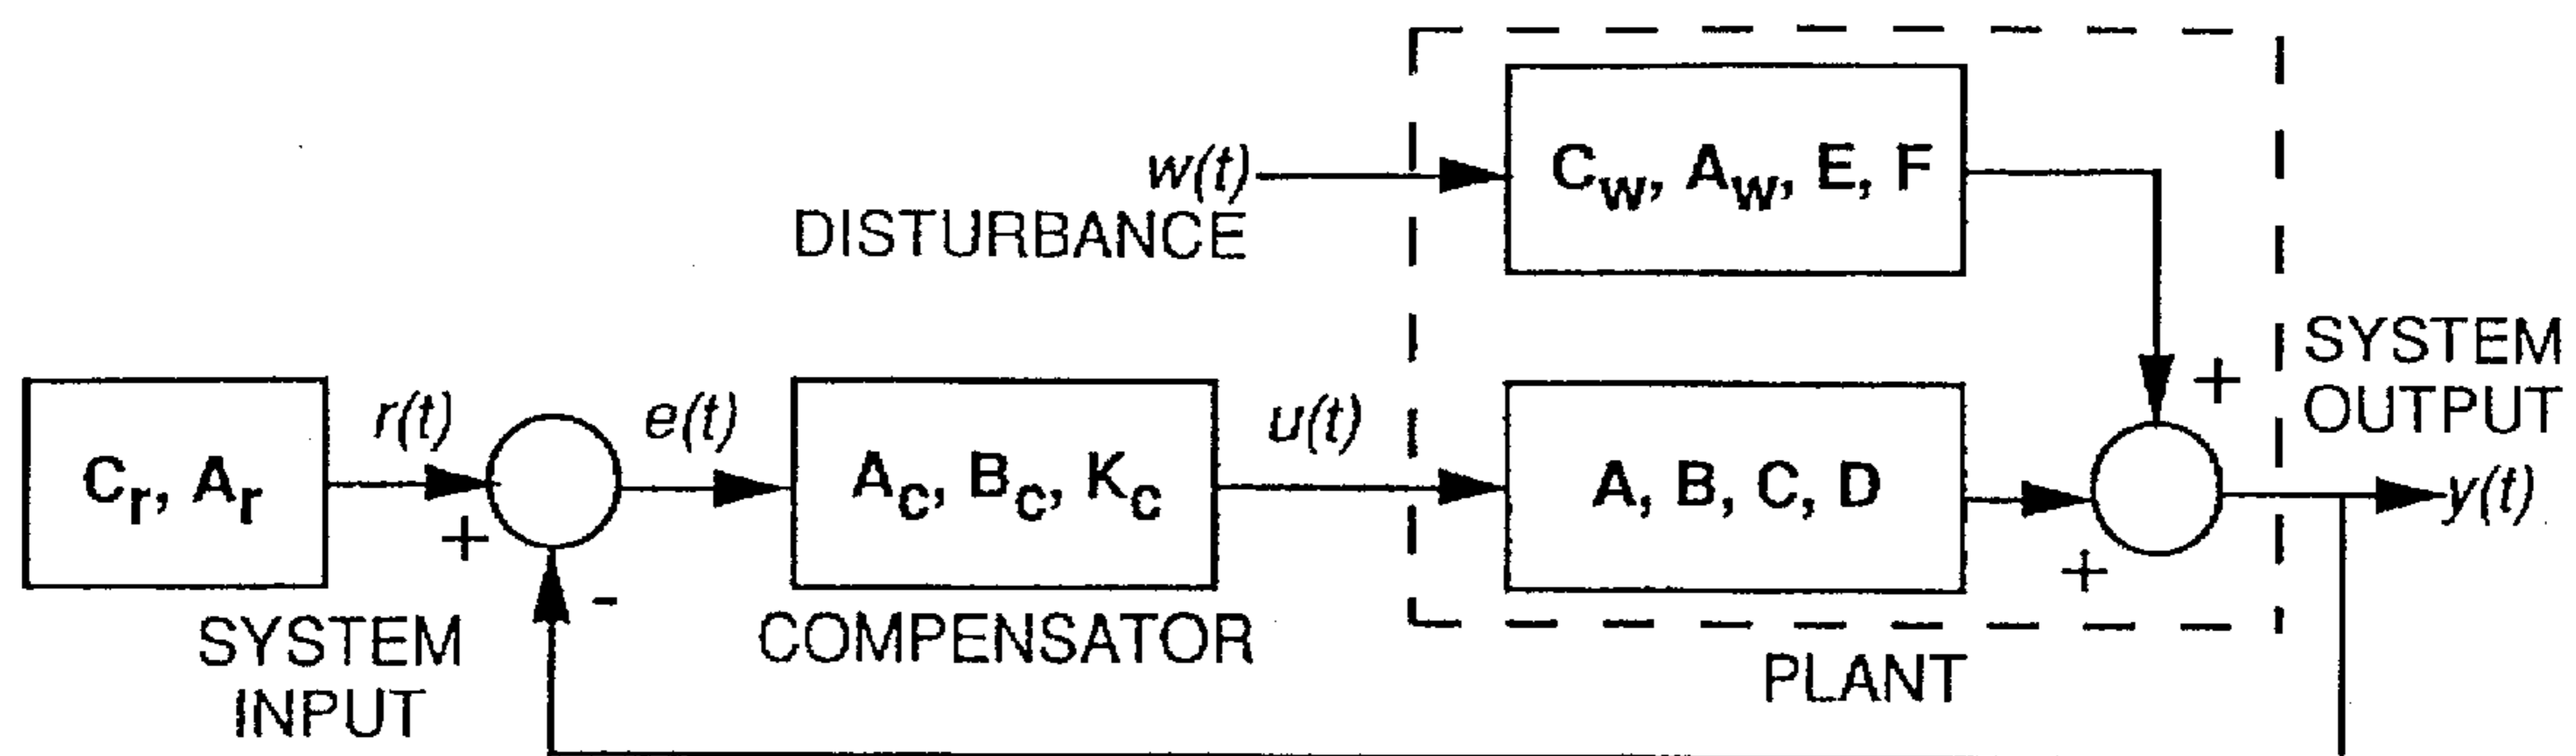 w(t)
DISTURBANCE
C_w, A_w, E, F
+
SYSTEM
OUTPUT
C_r, A_r
r(t)
+
e(t)
A_c, B_c, K_c
u(t)
A, B, C, D
+
y(t)
-
SYSTEM
INPUT
COMPENSATOR
PLANT